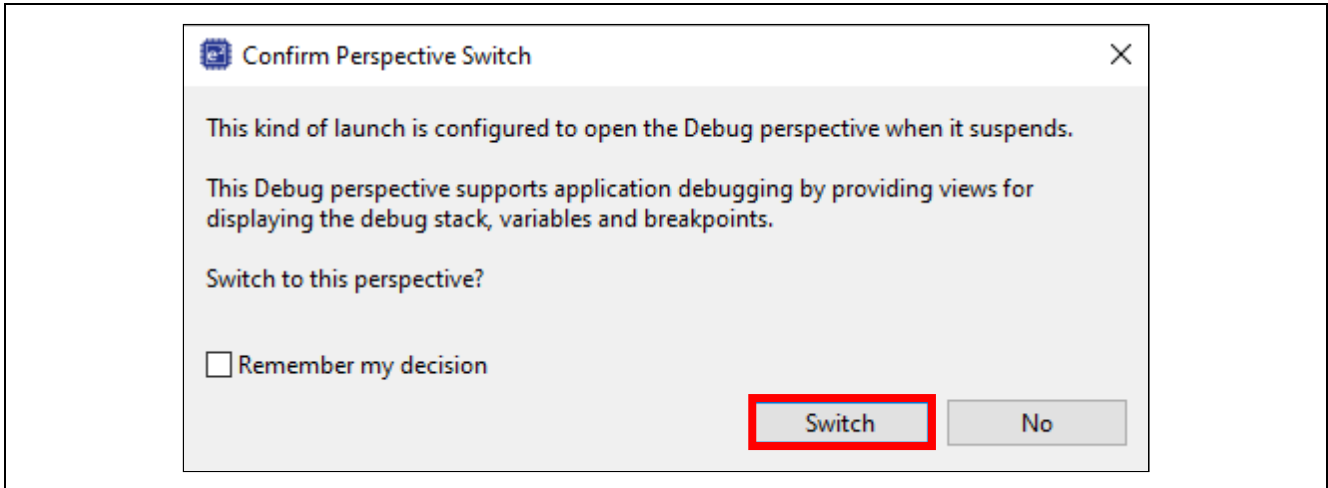 Confirm Perspective Switch
This kind of launch is configured to open the Debug perspective when it suspends.
This Debug perspective supports application debugging by providing views for
displaying the debug stack, variables and breakpoints.
Switch to this perspective?
Remember my decision
Switch No